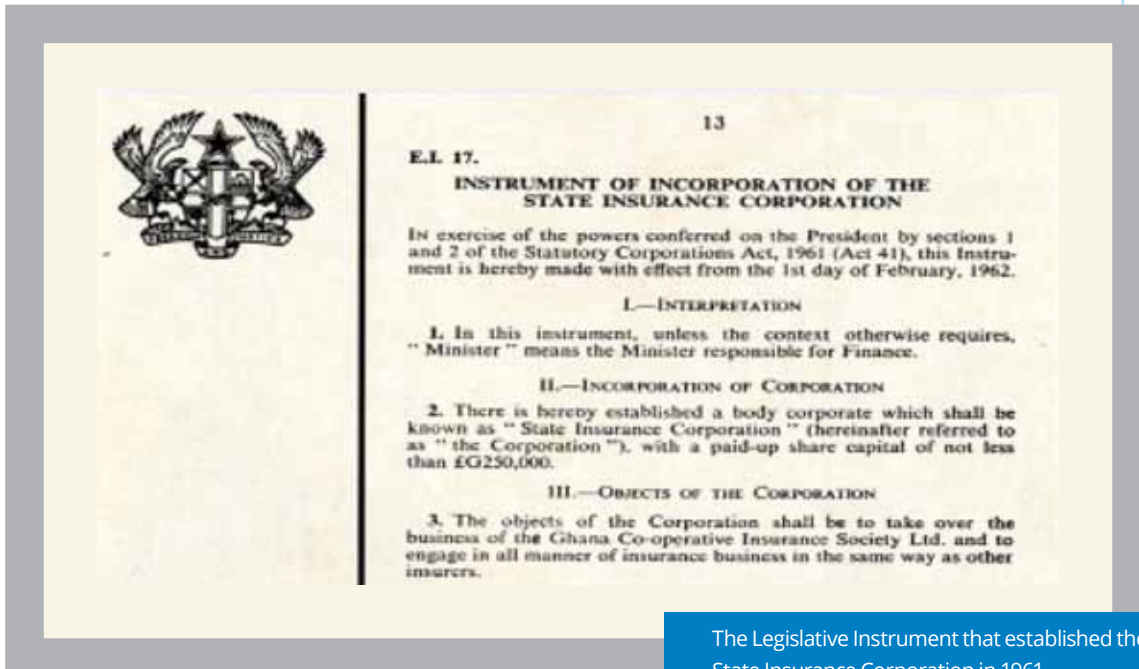 13
E.I. 17.
INSTRUMENT OF INCORPORATION OF THE
STATE INSURANCE CORPORATION
IN exercise of the powers conferred on the President by sections 1
and 2 of the Statutory Corporations Act, 1961 (Act 41), this Instru-
ment is hereby made with effect from the 1st day of February, 1962.
I.—INTERPRETATION
1. In this instrument, unless the context otherwise requires,
" Minister " means the Minister responsible for Finance.
II.—INCORPORATION OF CORPORATION
2. There is hereby established a body corporate which shall be
known as " State Insurance Corporation " (hereinafter referred to
as " the Corporation "), with a paid-up share capital of not less
than £G250,000.
III.—OBJECTS OF THE CORPORATION
3. The objects of the Corporation shall be to take over the
business of the Ghana Co-operative Insurance Society Ltd. and to
engage in all manner of insurance business in the same way as other
insurers.
The Legislative Instrument that established the
State Insurance Corporation in 1961